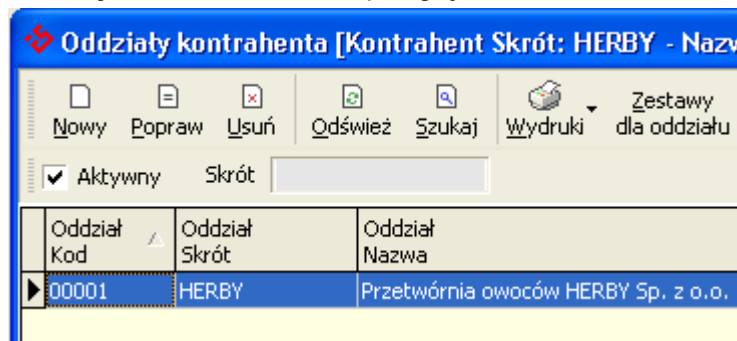 Oddziały kontrahenta [Kontrahent Skrót: HERBY - Nazw
Nowy Popraw Usuń Odśwież Szukaj Wydruki Zestawy dla oddziału
Aktywny Skrót
Oddział Kod Oddział Skrót Oddział Nazwa
00001 HERBY Przetwórnia owoców HERBY Sp. z o.o.